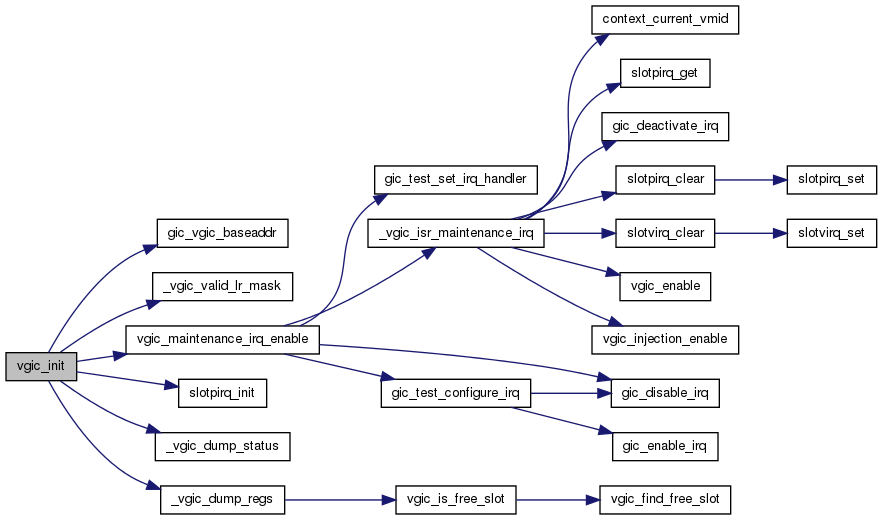 context_current_vmid
slotpirq_get
gic_deactivate_irq
gic_test_set_irq_handler
slotpirq_clear
slotpirq_set
gic_vgic_baseaddr
_vgic_isr_maintenance_irq
slotvirq_clear
slotvirq_set
_vgic_valid_lr_mask
vgic_enable
vgic_maintenance_irq_enable
vgic_injection_enable
vgic_init
slotpirq_init
gic_test_configure_irq
gic_disable_irq
_vgic_dump_status
gic_enable_irq
_vgic_dump_regs
vgic_is_free_slot
vgic_find_free_slot